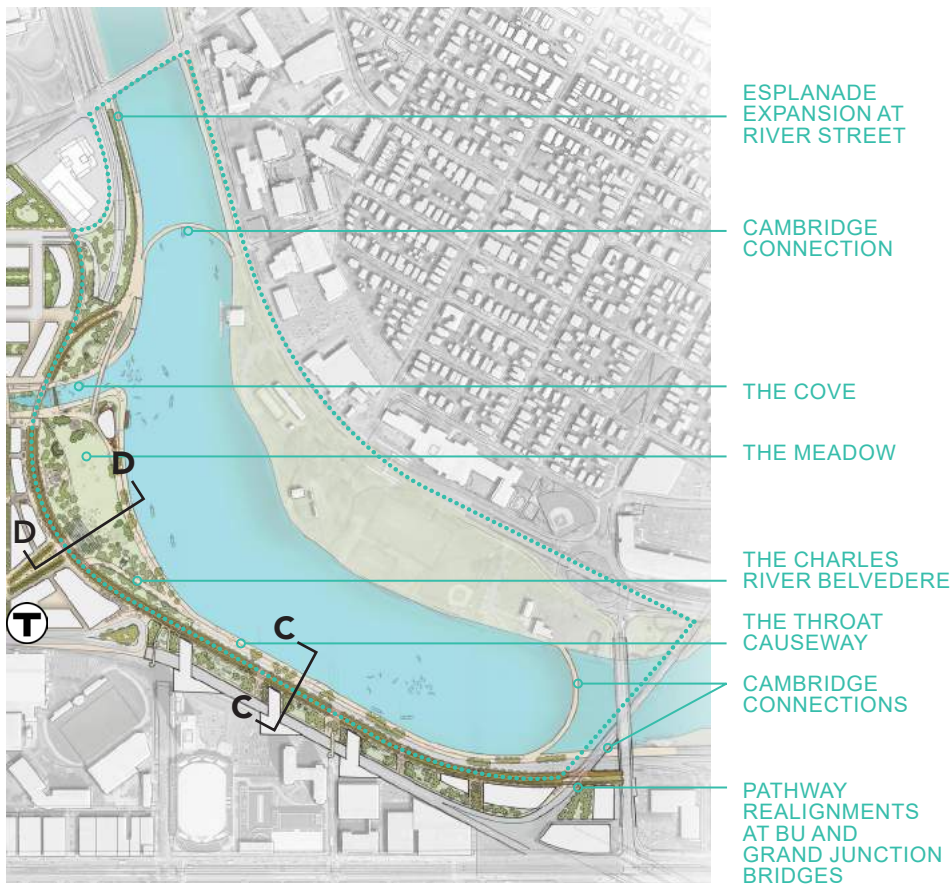 ESPLANADE
EXPANSION AT
RIVER STREET
CAMBRIDGE
CONNECTION
THE COVE
THE MEADOW
D
D
THE CHARLES
RIVER BELVEDERE
T
C
THE THROAT
CAUSEWAY
C
CAMBRIDGE
CONNECTIONS
PATHWAY
REALIGNMENTS
AT BU AND
GRAND JUNCTION
BRIDGES